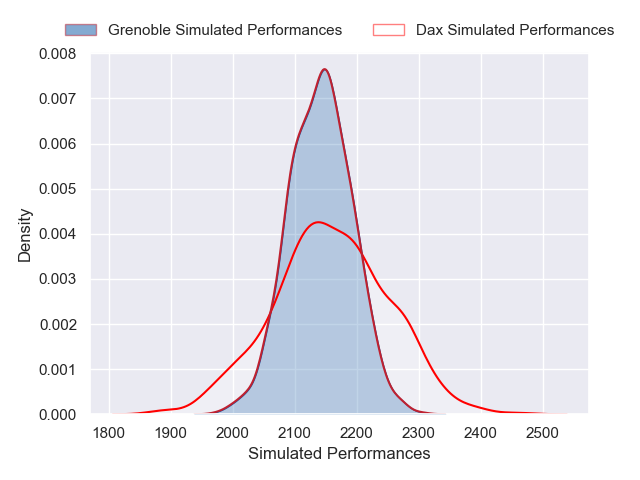 Grenoble Simulated Performances Dax Simulated Performances
0.008
0.007
0.006
0.005
0.004
0.003
0.002
0.001
0.000
Density
1800 1900 2000 2100 2200 2300 2400 2500
Simulated Performances